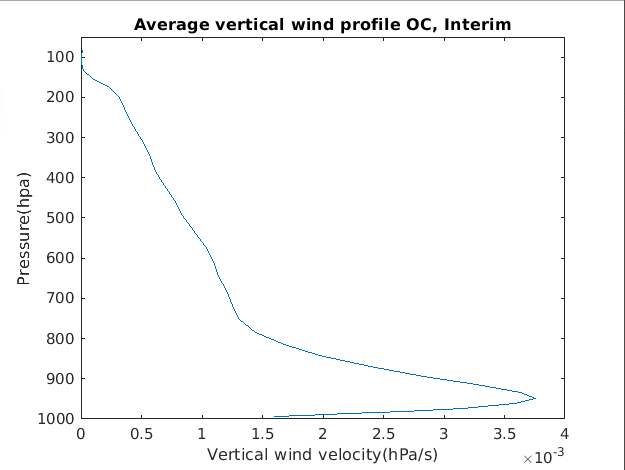 Average vertical wind profile OC, Interim
Pressure(hpa)
100
200
300
400
500
600
700
800
900
1000
0 0.5 1 1.5 2 2.5 3 3.5 4
Vertical wind velocity(hPa/s)
×10⁻³